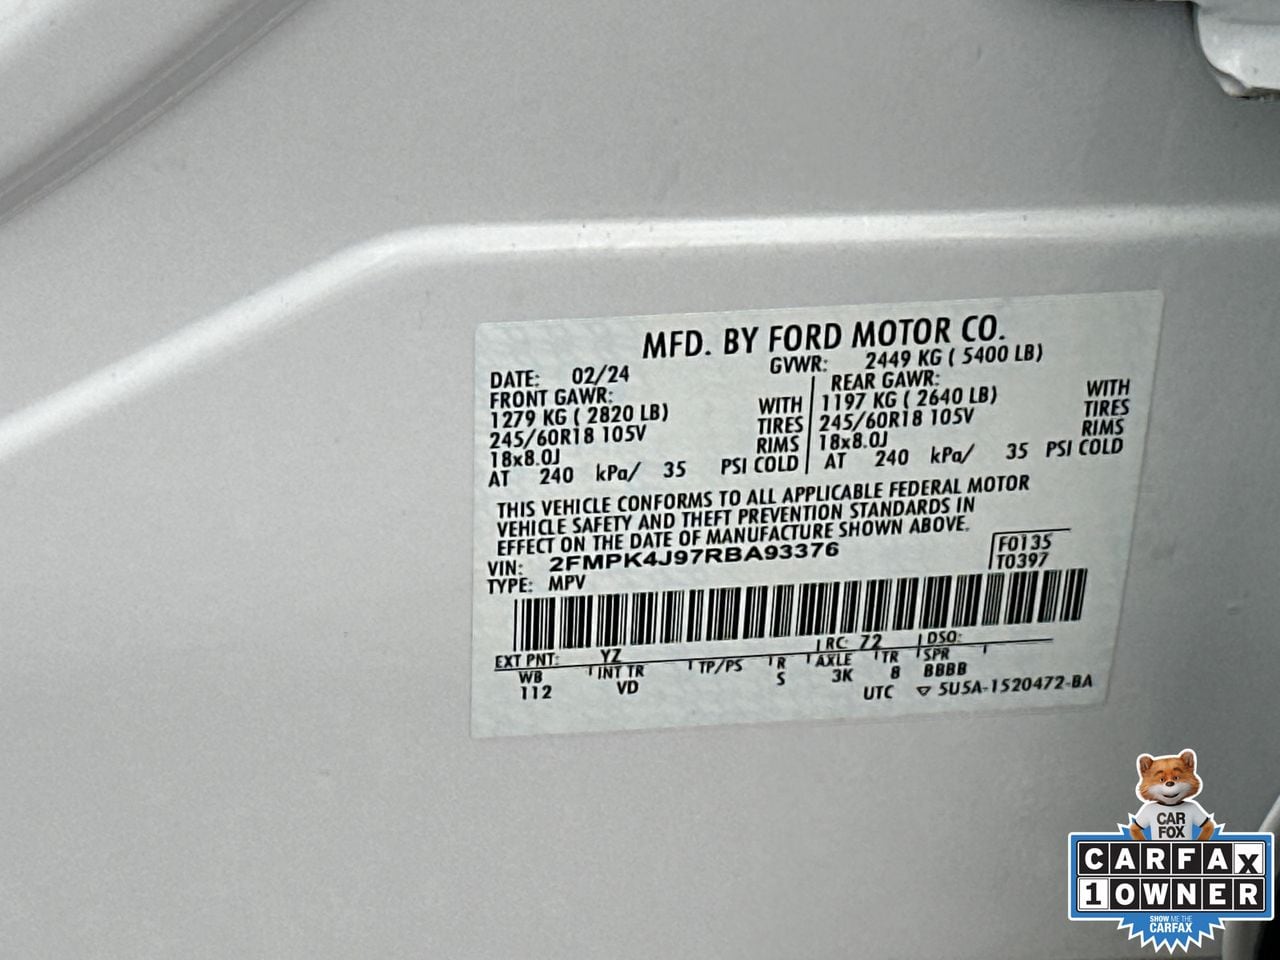 MFD. BY FORD MOTOR CO.
DATE: 02/24 GVWR: 2449 KG ( 5400 LB)
FRONT GAWR: REAR GAWR:
1279 KG ( 2820 LB) WITH 1197 KG ( 2640 LB) WITH
245/60R18 105V TIRES 245/60R18 105V TIRES
18x8.0J RIMS 18x8.0J RIMS
AT 240 kPa/ 35 PSI COLD AT 240 kPa/ 35 PSI COLD
THIS VEHICLE CONFORMS TO ALL APPLICABLE FEDERAL MOTOR
VEHICLE SAFETY AND THEFT PREVENTION STANDARDS IN
EFFECT ON THE DATE OF MANUFACTURE SHOWN ABOVE.
VIN: 2FMPK4J97RBA93376 F0135
TYPE: MPV T0397
EXT PNT: YZ RC: 72 DSO:
WB INT TR TP/PS R AXLE TR SPR
112 VD S 3K 8 BBBB
UTC 5U5A-1520472-BA
CAR
FOX
CARFAX
1 OWNER
SHOW ME THE
CARFAX